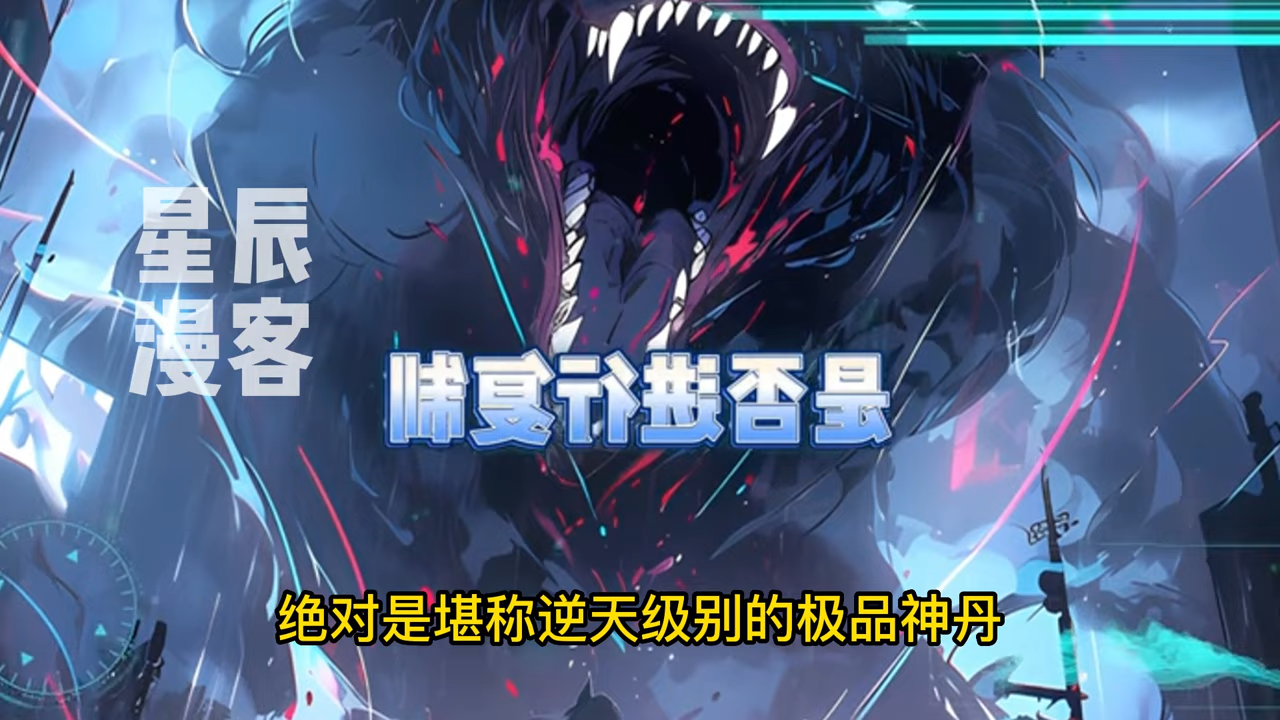 星辰
漫客
是否进行复制
绝对是堪称逆天级别的极品神丹